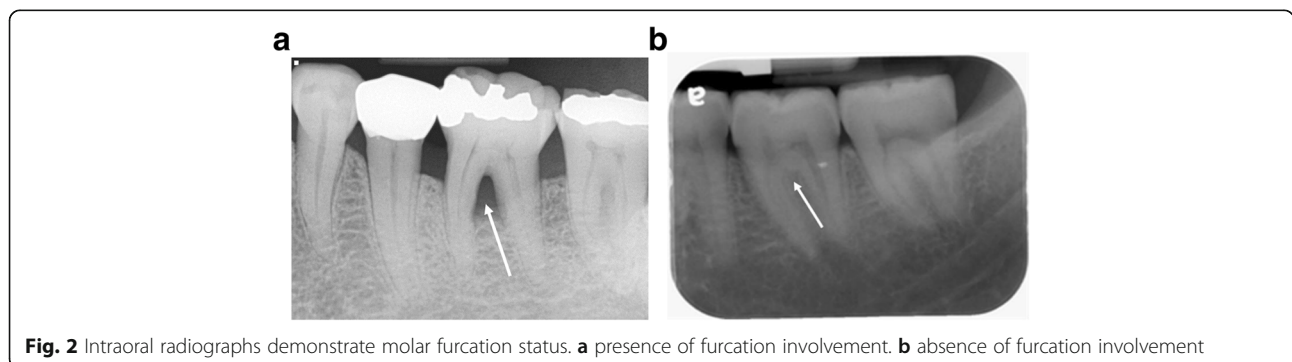 a
b
a
Fig. 2 Intraoral radiographs demonstrate molar furcation status. a presence of furcation involvement. b absence of furcation involvement